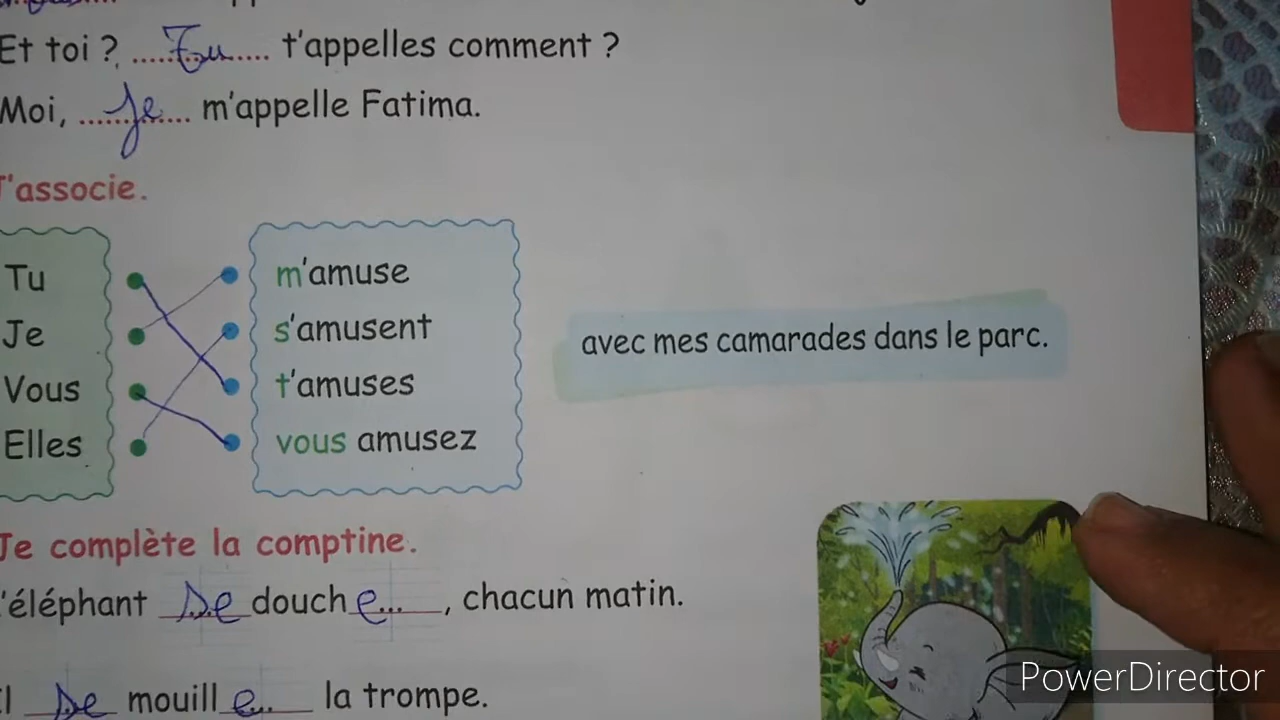 Et toi ? Tu t'appelles comment ?
Moi, Je m'appelle Fatima.
J'associe.
Tu
Je
Vous
Elles
m'amuse
s'amusent
t'amuses
vous amusez
avec mes camarades dans le parc.
Je complète la comptine.
L'éléphant se douche, chacun matin.
Il se mouille la trompe.
PowerDirector